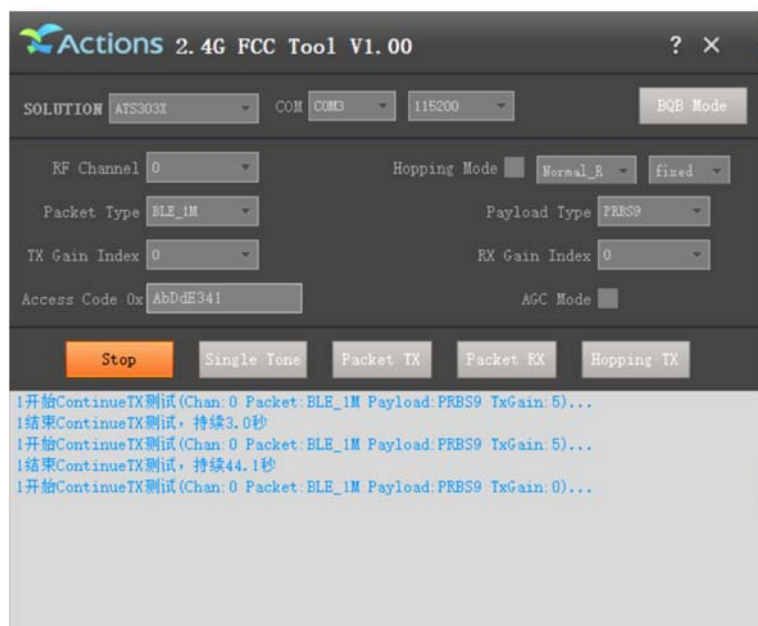 Actions 2.4G FCC Tool V1.00 ? ×
SOLUTION ATS303X COM COM3 115200 BQB Mode
RF Channel 0 Hopping Mode Normal_R fixed
Packet Type BLE_1M Payload Type PRBS9
TX Gain Index 0 RX Gain Index 0
Access Code 0x AbDdE341 AGC Mode
Stop Single Tone Packet TX Packet RX Hopping TX
1开始ContinueTX测试(Chan:0 Packet:BLE_1M Payload:PRBS9 TxGain:5)...
1结束ContinueTX测试，持续3.0秒
1开始ContinueTX测试(Chan:0 Packet:BLE_1M Payload:PRBS9 TxGain:5)...
1结束ContinueTX测试，持续44.1秒
1开始ContinueTX测试(Chan:0 Packet:BLE_1M Payload:PRBS9 TxGain:0)...